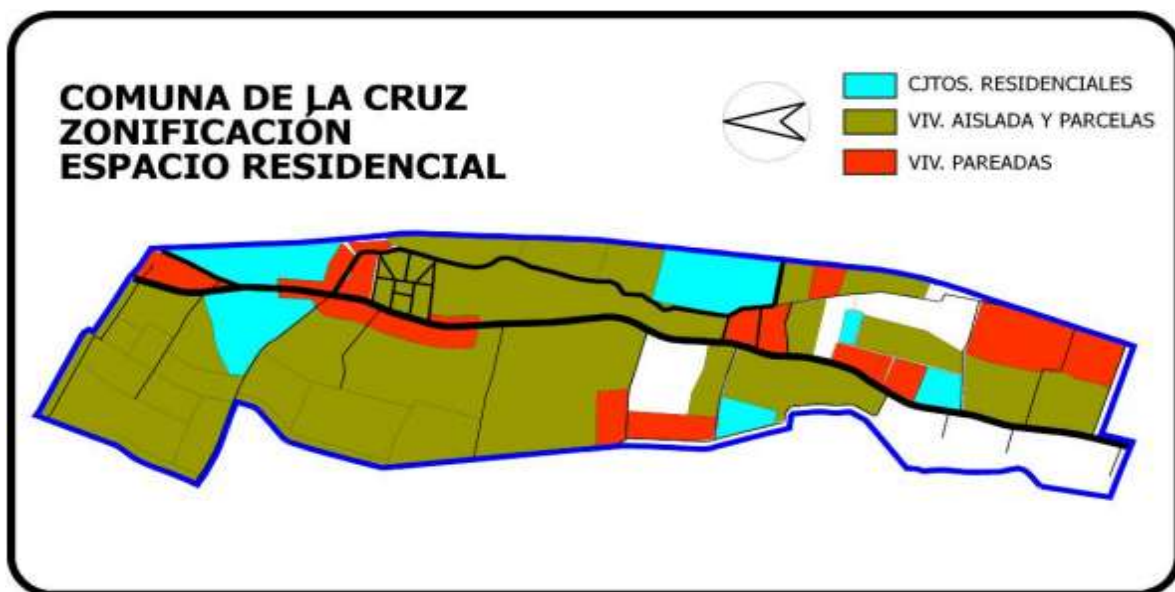 COMUNA DE LA CRUZ
ZONIFICACIÓN
ESPACIO RESIDENCIAL
CJTOS. RESIDENCIALES
VIV. AISLADA Y PARCELAS
VIV. PAREADAS